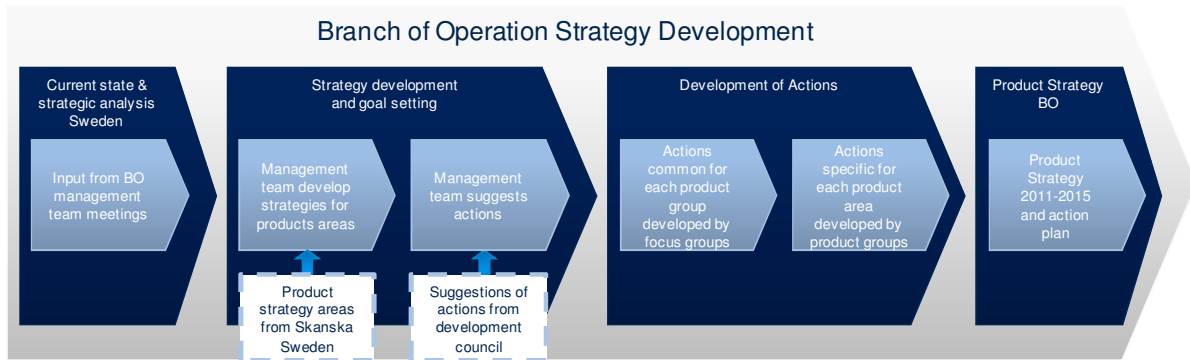 Branch of Operation Strategy Development
Current state &
strategic analysis
Sweden
Input from BO
management
team meetings
Strategy development
and goal setting
Management
team develop
strategies for
products areas
Management
team suggests
actions
Product
strategy areas
from Skanska
Sweden
Suggestions of
actions from
development
council
Development of Actions
Actions
common for
each product
group
developed by
focus groups
Actions
specific for
each product
area
developed by
product groups
Product Strategy
BO
Product
Strategy
2011-2015
and action
plan